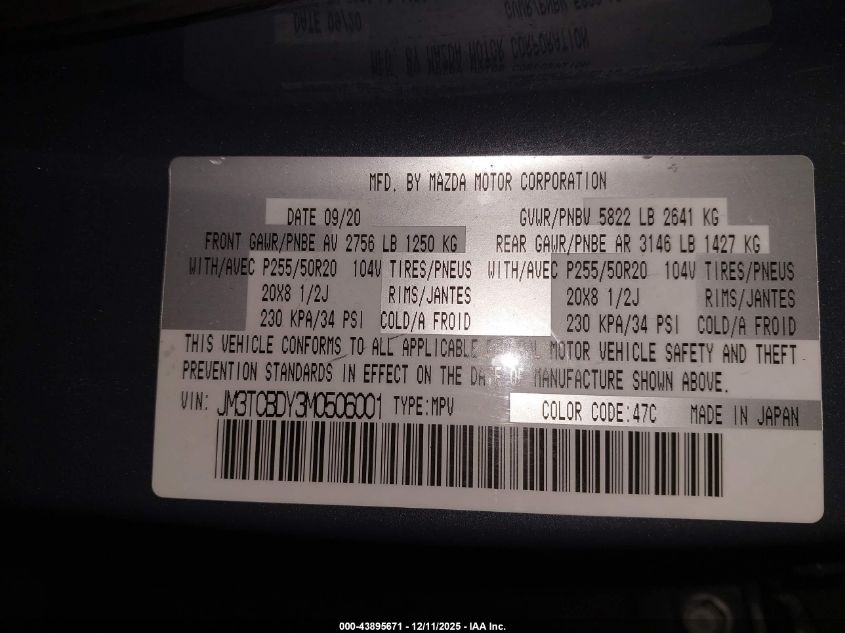 MFD. BY MAZDA MOTOR CORPORATION
DATE 09/20 GVWR/PNBV 5822 LB 2641 KG
FRONT GAWR/PNBE AV 2756 LB 1250 KG REAR GAWR/PNBE AR 3146 LB 1427 KG
WITH/AVEC P255/50R20 104V TIRES/PNEUS WITH/AVEC P255/50R20 104V TIRES/PNEUS
20X8 1/2J RIMS/JANTES 20X8 1/2J RIMS/JANTES
230 KPA/34 PSI COLD/A FROID 230 KPA/34 PSI COLD/A FROID
THIS VEHICLE CONFORMS TO ALL APPLICABLE FEDERAL MOTOR VEHICLE SAFETY AND THEFT
PREVENTION STANDARDS IN EFFECT ON THE DATE OF MANUFACTURE SHOWN ABOVE.
VIN: JM3TCBDY3M0506001 TYPE:MPV COLOR CODE:47C MADE IN JAPAN
000-43895671 - 12/11/2025 - IAA Inc.